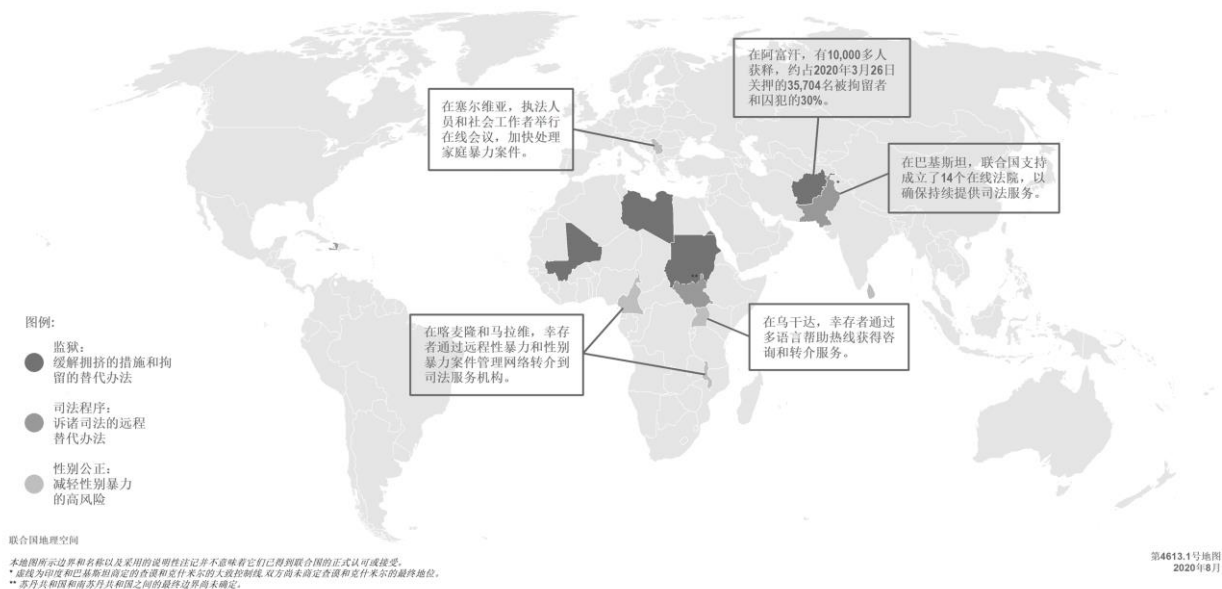 在阿富汗，有10,000多人
获释，约占2020年3月26日
关押的35,704名被拘留者
和囚犯的30%。
在塞尔维亚，执法人
员和社会工作者举行
在线会议，加快处理
家庭暴力案件。
在巴基斯坦，联合国支持
成立了14个在线法院，以
确保持续提供司法服务。
在喀麦隆和马拉维，幸存
者通过远程性暴力和性别
暴力案件管理网络转介到
司法服务机构。
在乌干达，幸存者通过
多语言帮助热线获得咨
询和转介服务。
图例:
监狱:
缓解拥挤的措施和拘
留的替代办法
司法程序:
诉诸司法的远程
替代办法
性别公正:
减轻性别暴力
的高风险
联合国地理空间
本地图所示边界和名称以及采用的说明性注记并不意味着它们已得到联合国的正式认可或接受。
* 虚线为印度和巴基斯坦商定的查谟和克什米尔的大致控制线.双方尚未商定查谟和克什米尔的最终地位。
** 苏丹共和国和南苏丹共和国之间的最终边界尚未确定。
第4613.1号地图
2020年8月